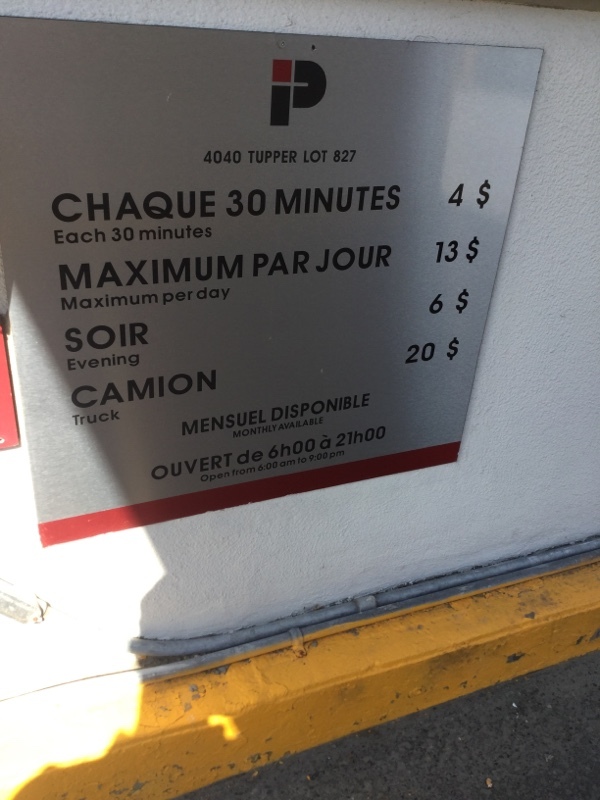 P
4040 TUPPER LOT 827
CHAQUE 30 MINUTES 4 $
Each 30 minutes
MAXIMUM PAR JOUR 13 $
Maximum per day
SOIR 6 $
Evening
CAMION 20 $
Truck
MENSUEL DISPONIBLE
MONTHLY AVAILABLE
OUVERT de 6h00 à 21h00
Open from 6:00 am to 9:00 pm